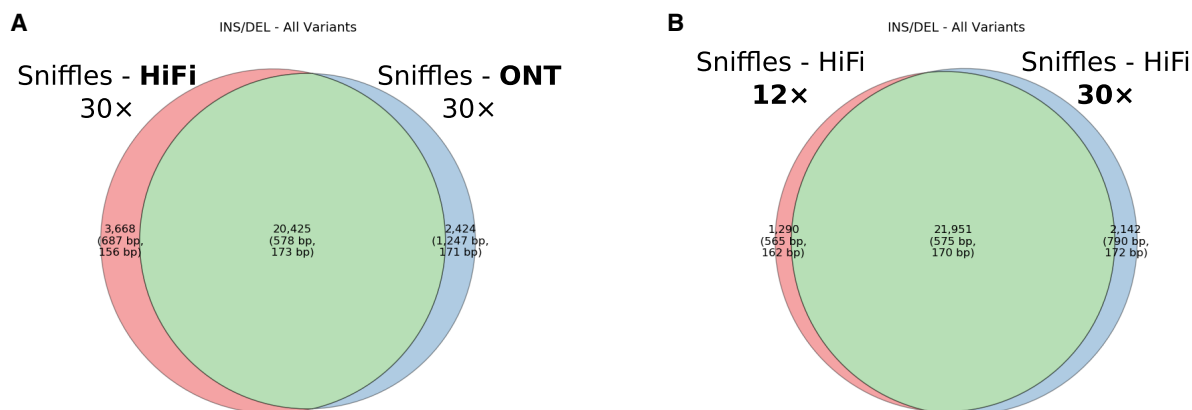 A
INS/DEL - All Variants
Sniffles - HiFi
30×
Sniffles - ONT
30×
3,668
(687 bp,
156 bp)
20,425
(578 bp,
173 bp)
2,424
(1,247 bp,
171 bp)
B
INS/DEL - All Variants
Sniffles - HiFi
12×
Sniffles - HiFi
30×
1,290
(565 bp,
162 bp)
21,951
(575 bp,
170 bp)
2,142
(790 bp,
172 bp)